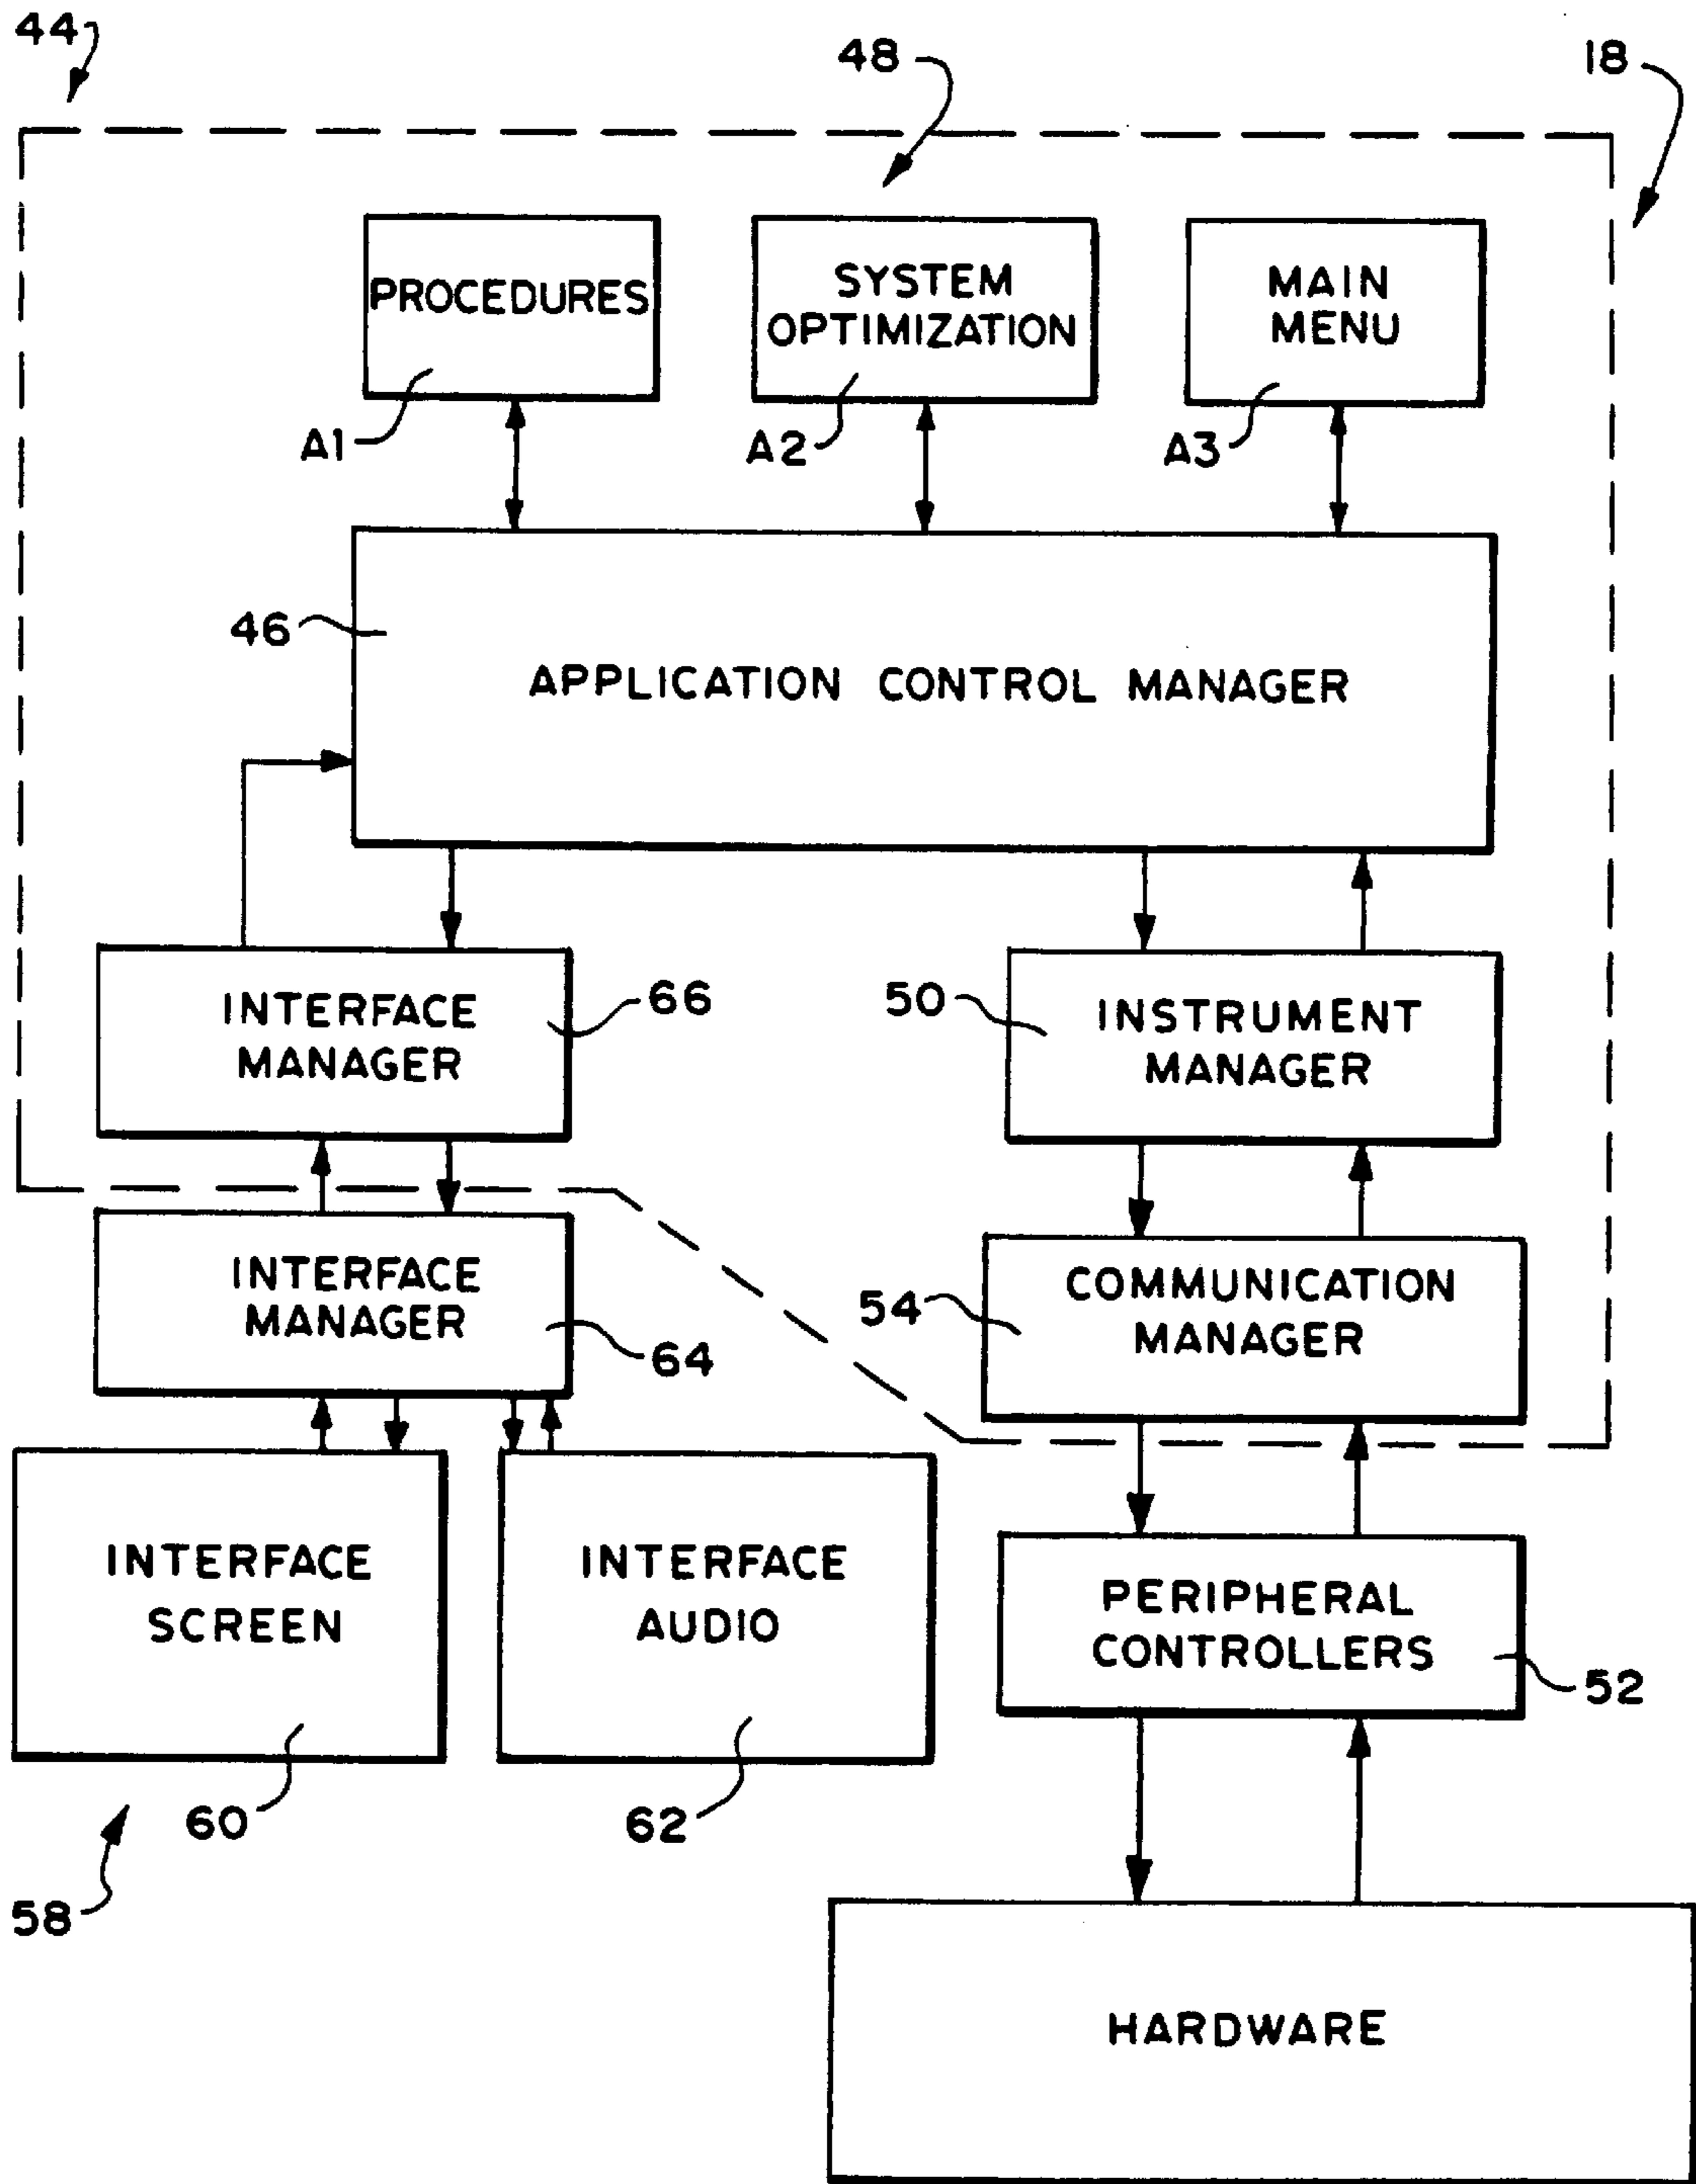 44
48
18
PROCEDURES
SYSTEM
OPTIMIZATION
MAIN
MENU
A1
A2
A3
46
APPLICATION CONTROL MANAGER
INTERFACE
MANAGER
66
50
INSTRUMENT
MANAGER
INTERFACE
MANAGER
64
54
COMMUNICATION
MANAGER
INTERFACE
SCREEN
INTERFACE
AUDIO
PERIPHERAL
CONTROLLERS
52
60
62
58
HARDWARE